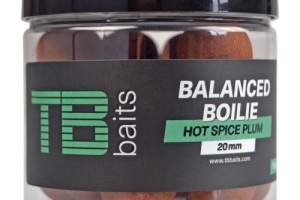 TB
baits
BALANCED
BOILIE
HOT SPICE PLUM
20mm
www.tbbaits.com